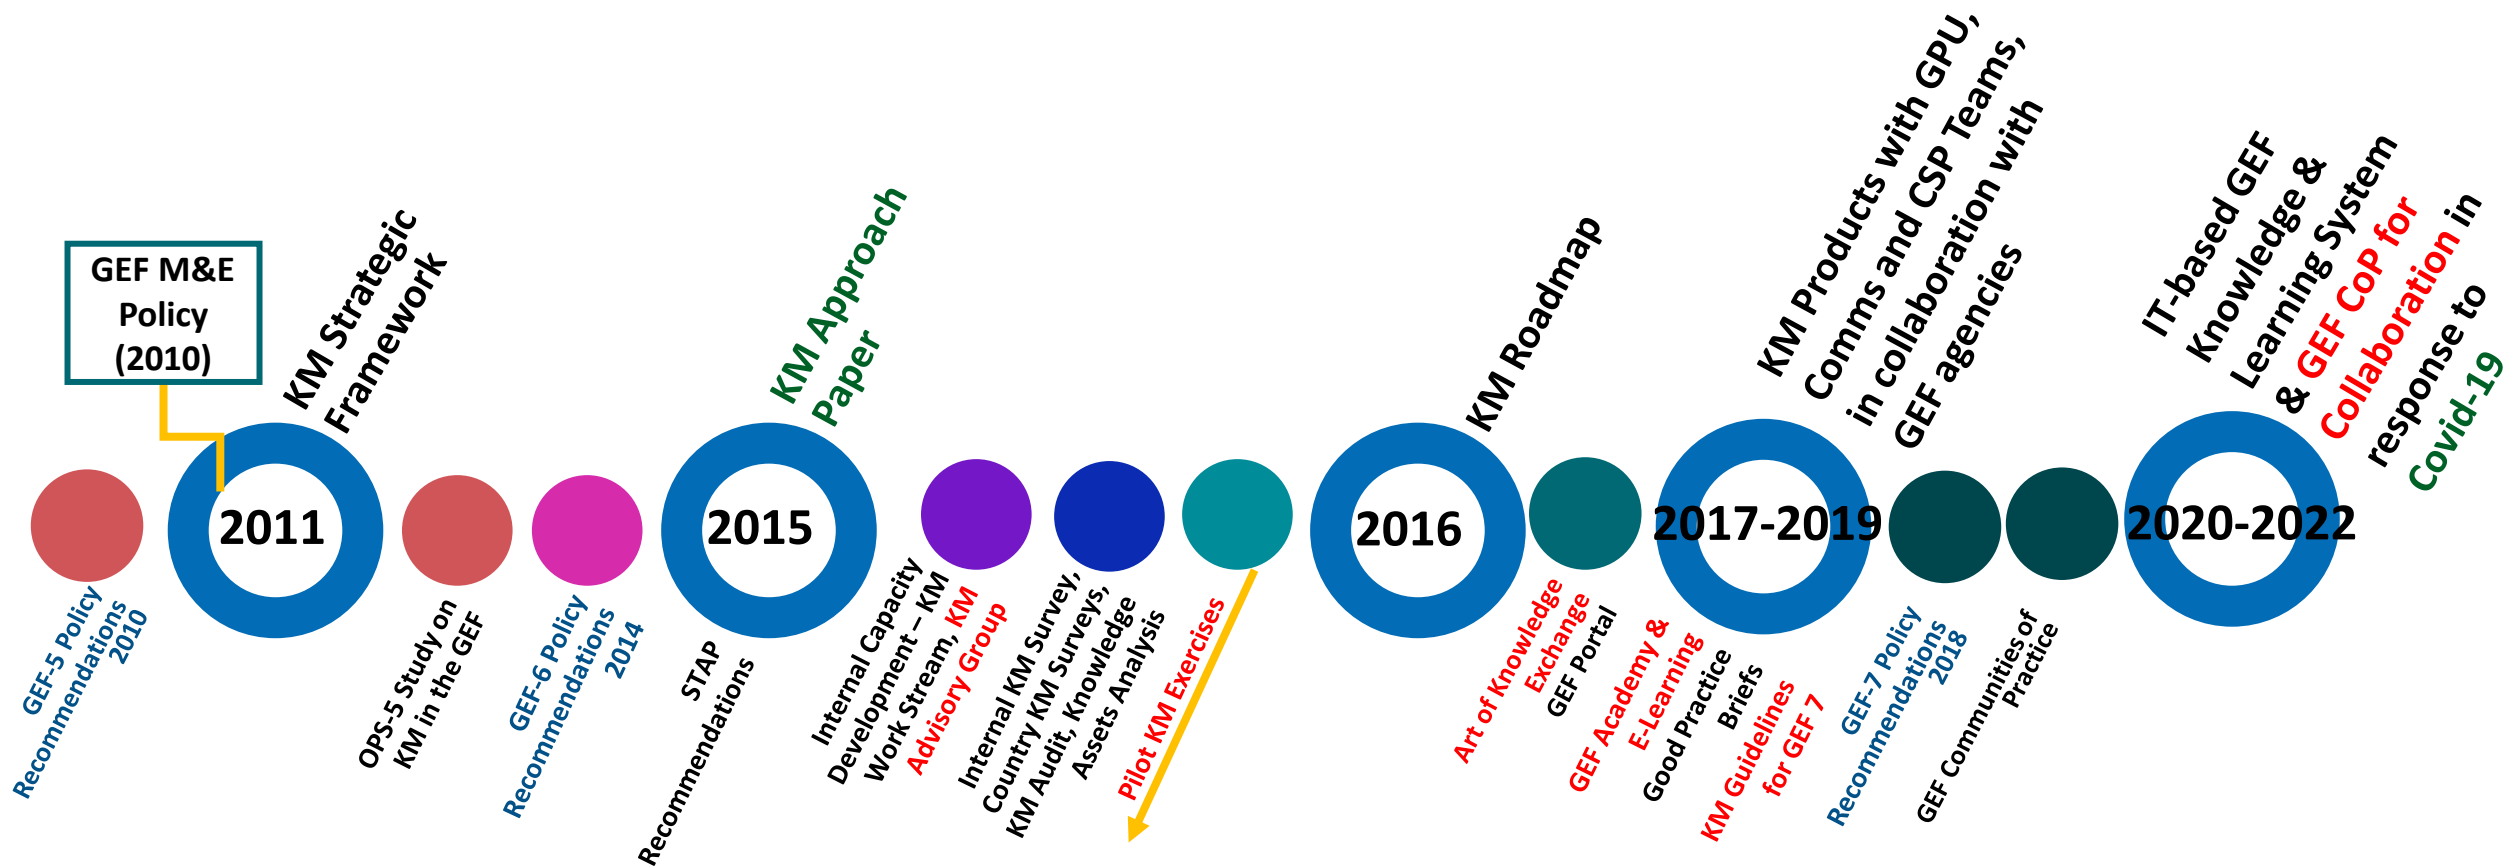 GEF M&E
Policy
(2010)
GEF-5 Policy
Recommendations
2010
2011
KM Strategic
Framework
OPS-5 Study on
KM in the GEF
GEF-6 Policy
Recommendations
2014
2015
KM Approach
Paper
STAP
Recommendations
Internal Capacity
Development – KM
Work Stream, KM
Advisory Group
Internal KM Survey,
Country KM Surveys,
KM Audit, Knowledge
Assets Analysis
Pilot KM Exercises
2016
KM Roadmap
Art of Knowledge
Exchange
GEF Portal
GEF Academy &
E-Learning
2017-2019
KM Products with GPU,
Comms and CSP Teams,
in collaboration with
GEF agencies
Good Practice
Briefs
KM Guidelines
for GEF 7
GEF-7 Policy
Recommendations
2018
GEF Communities of
Practice
2020-2022
IT-based GEF
Knowledge &
Learning System
& GEF CoP for
Collaboration in
response to
Covid-19